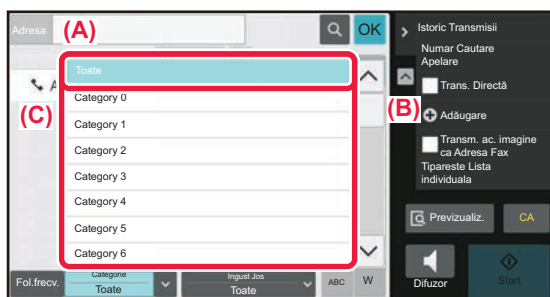 Adresa
(A)
OK
Toate
A
(C)
Category 0
Category 1
Category 2
Category 3
Category 4
Category 5
Category 6
Fol.frecv.
Categorie
Toate
Ingust Jos
Toate
ABC
W
Istoric Transmisii
Numar Cautare
Apelare
Trans. Directă
(B)
Adăugare
Transm. ac. imagine
ca Adresa Fax
Tipareste Lista
individuala
Previzualiz.
CA
Difuzor
Start